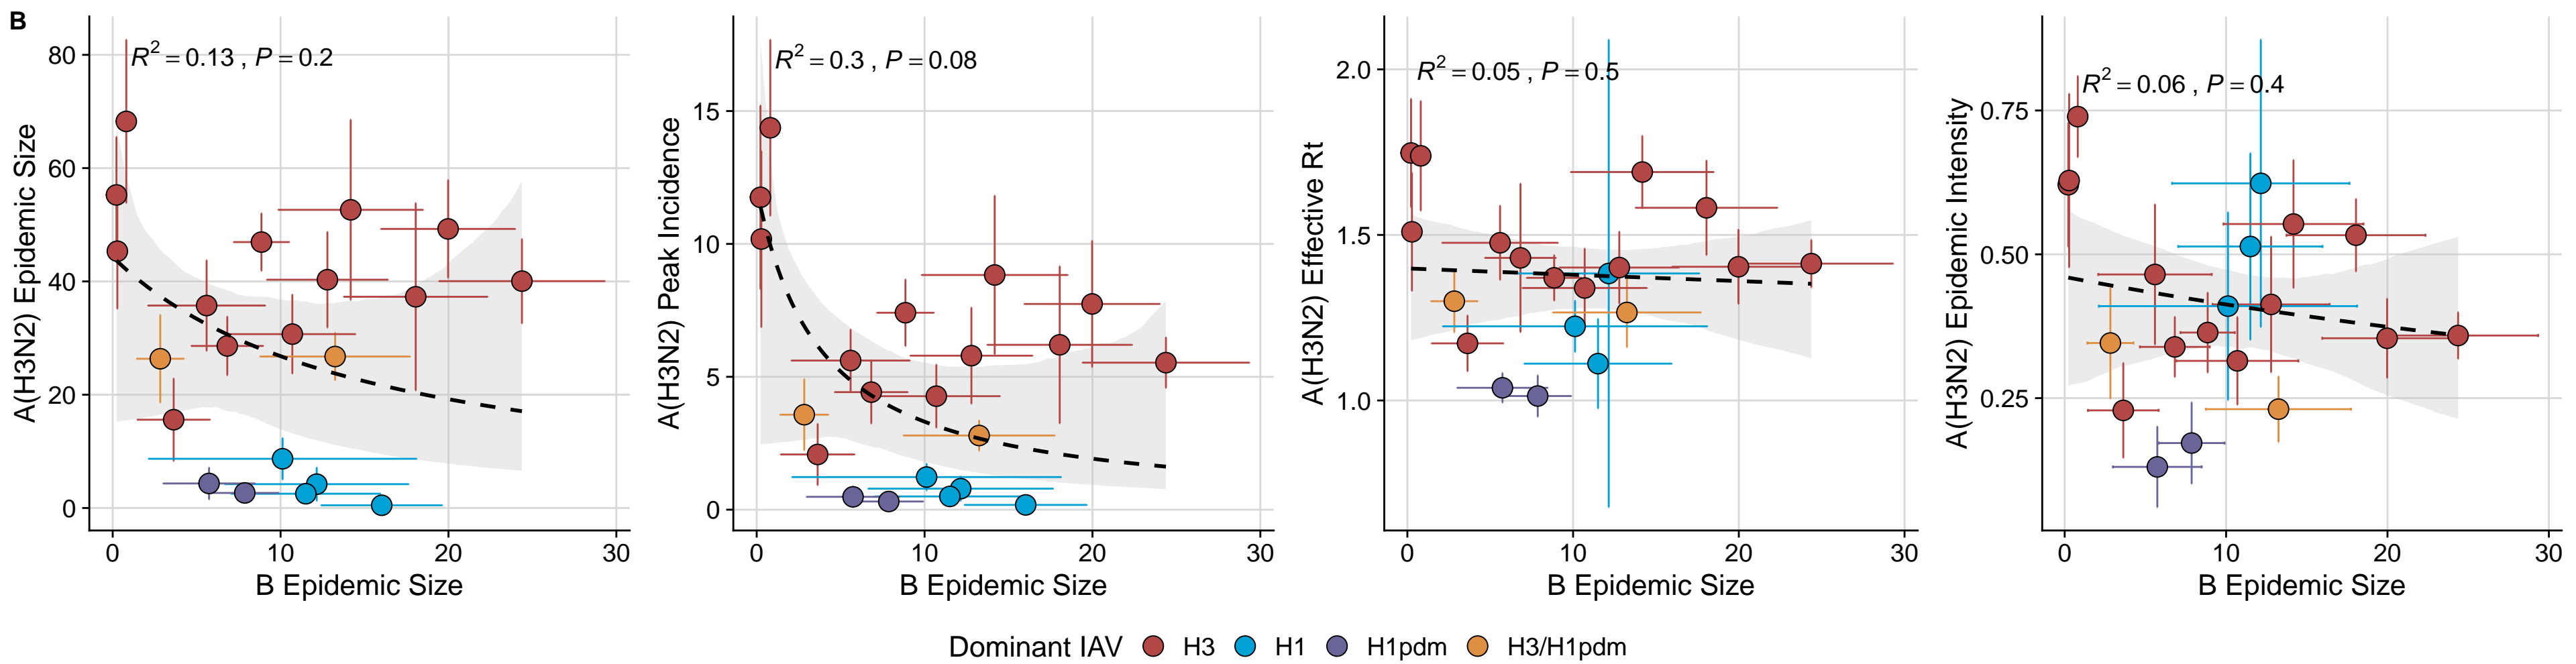 B
A(H3N2) Epidemic Size
80
60
40
20
0
R² = 0.13 , P = 0.2
0 10 20 30
B Epidemic Size
A(H3N2) Peak Incidence
15
10
5
0
R² = 0.3 , P = 0.08
0 10 20 30
B Epidemic Size
A(H3N2) Effective Rt
2.0
1.5
1.0
R² = 0.05 , P = 0.5
0 10 20 30
B Epidemic Size
A(H3N2) Epidemic Intensity
0.75
0.50
0.25
R² = 0.06 , P = 0.4
0 10 20 30
B Epidemic Size
Dominant IAV H3 H1 H1pdm H3/H1pdm